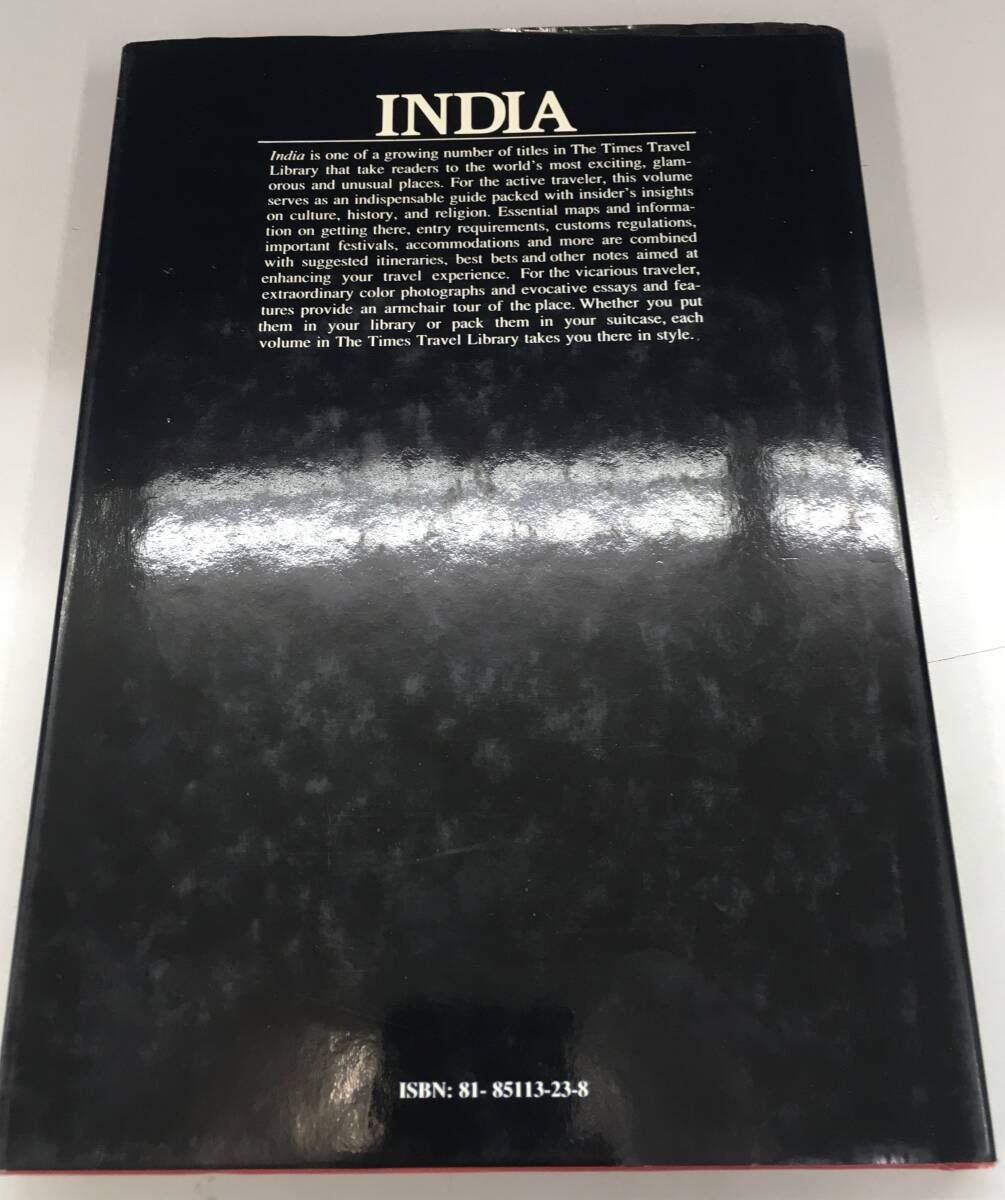 INDIA
India is one of a growing number of titles in The Times Travel
Library that take readers to the world's most exciting, glam-
orous and unusual places. For the active traveler, this volume
serves as an indispensable guide packed with insider's insights
on culture, history, and religion. Essential maps and informa-
tion on getting there, entry requirements, customs regulations,
important festivals, accommodations and more are combined
with suggested itineraries, best bets and other notes aimed at
enhancing your travel experience. For the vicarious traveler,
extraordinary color photographs and evocative essays and fea-
tures provide an armchair tour of the place. Whether you put
them in your library or pack them in your suitcase, each
volume in The Times Travel Library takes you there in style.
ISBN: 81- 85113-23-8